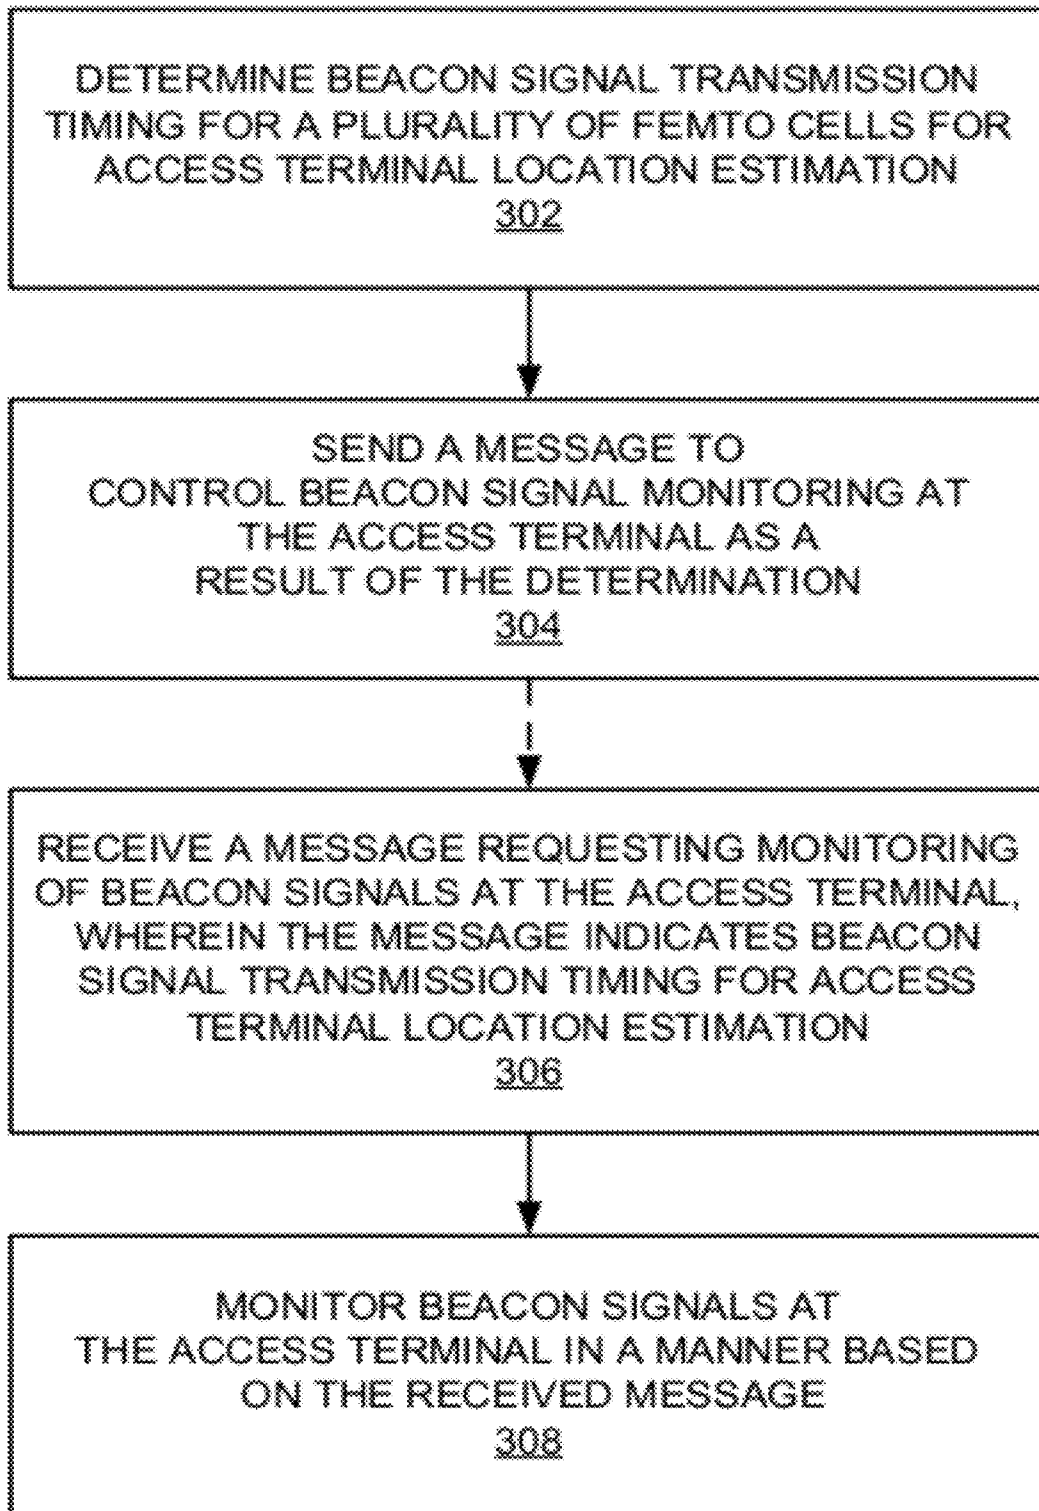 DETERMINE BEACON SIGNAL TRANSMISSION
TIMING FOR A PLURALITY OF FEMTO CELLS FOR
ACCESS TERMINAL LOCATION ESTIMATION
302
SEND A MESSAGE TO
CONTROL BEACON SIGNAL MONITORING AT
THE ACCESS TERMINAL AS A
RESULT OF THE DETERMINATION
304
RECEIVE A MESSAGE REQUESTING MONITORING
OF BEACON SIGNALS AT THE ACCESS TERMINAL,
WHEREIN THE MESSAGE INDICATES BEACON
SIGNAL TRANSMISSION TIMING FOR ACCESS
TERMINAL LOCATION ESTIMATION
306
MONITOR BEACON SIGNALS AT
THE ACCESS TERMINAL IN A MANNER BASED
ON THE RECEIVED MESSAGE
308